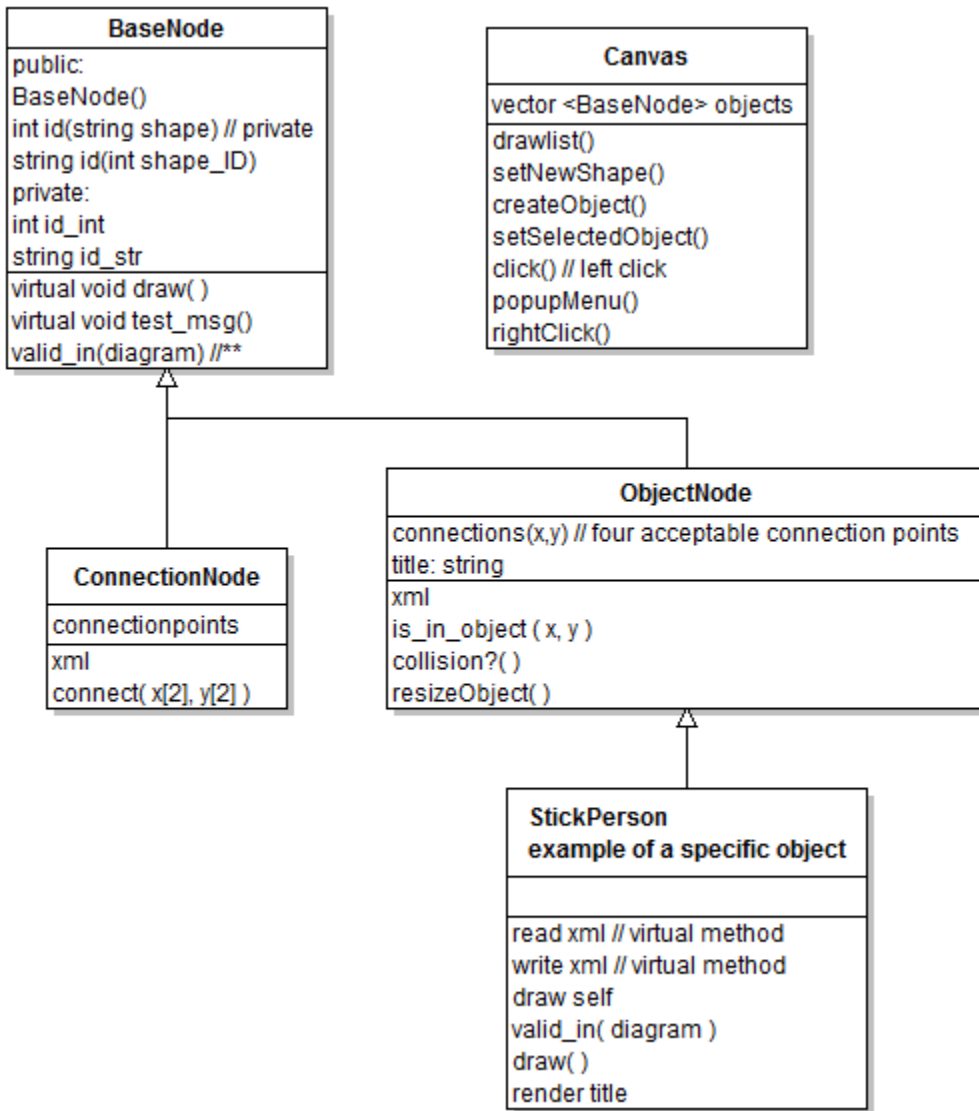 BaseNode
public:
BaseNode()
int id(string shape) // private
string id(int shape_ID)
private:
int id_int
string id_str
virtual void draw( )
virtual void test_msg()
valid_in(diagram) //**
Canvas
vector <BaseNode> objects
drawlist()
setNewShape()
createObject()
setSelectedObject()
click() // left click
popupMenu()
rightClick()
ConnectionNode
connectionpoints
xml
connect( x[2], y[2] )
ObjectNode
connections(x,y) // four acceptable connection points
title: string
xml
is_in_object ( x, y )
collision?( )
resizeObject( )
StickPerson
example of a specific object
read xml // virtual method
write xml // virtual method
draw self
valid_in( diagram )
draw( )
render title